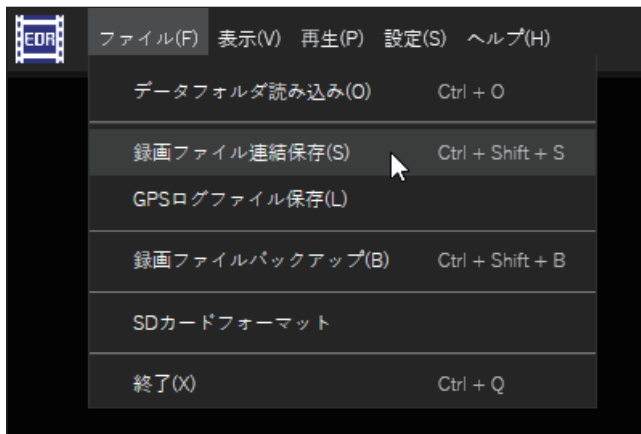 EDR
ファイル(F) 表示(V) 再生(P) 設定(S) ヘルプ(H)
データフォルダ読み込み(O) Ctrl + O
録画ファイル連結保存(S) Ctrl + Shift + S
GPSログファイル保存(L)
録画ファイルバックアップ(B) Ctrl + Shift + B
SDカードフォーマット
終了(X) Ctrl + Q